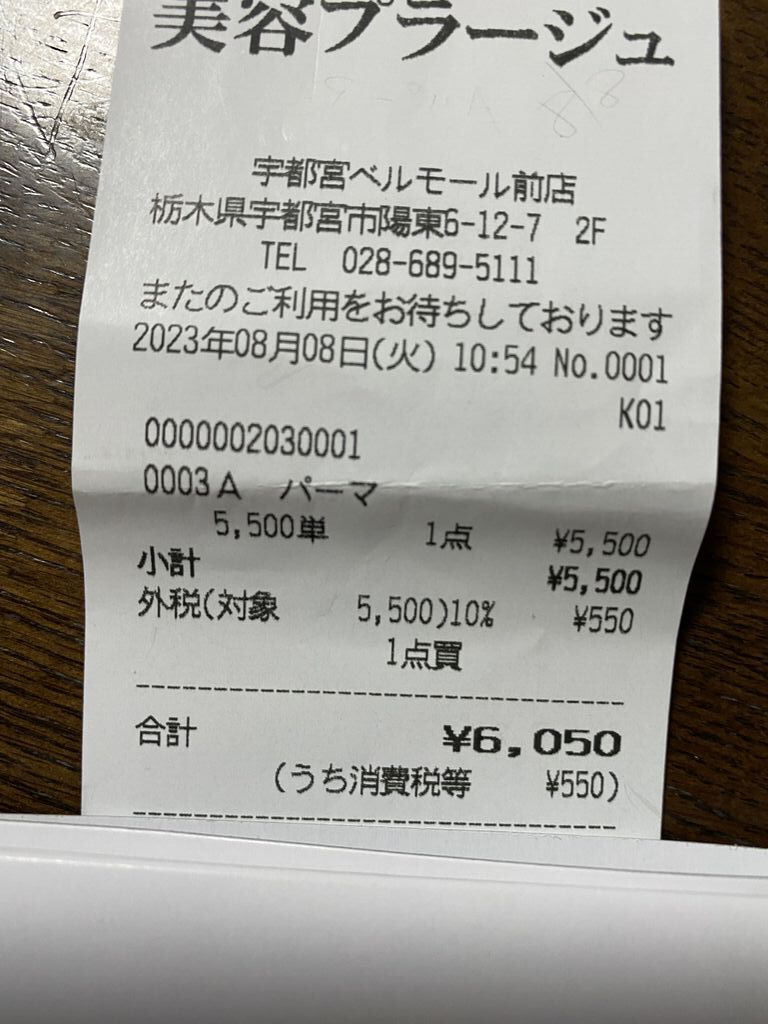 美容プラージュ
宇都宮ベルモール前店
栃木県宇都宮市陽東6-12-7 2F
TEL 028-689-5111
またのご利用をお待ちしております
2023年08月08日(火) 10:54 No.0001
K01
0000002030001
0003A パーマ
5,500単 1点 ¥5,500
小計 ¥5,500
外税(対象 5,500)10% ¥550
1点買
合計 ¥6,050
(うち消費税等 ¥550)